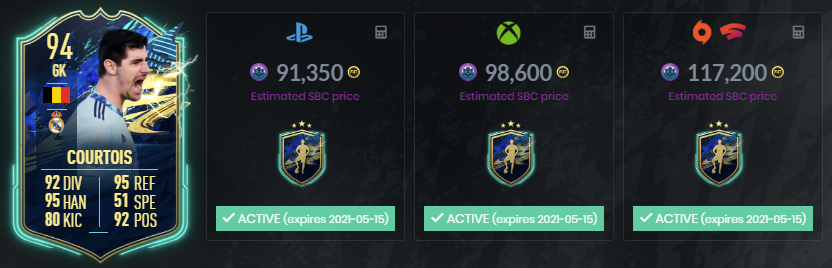 94
GK
COURTOIS
92 DIV 95 REF
95 HAN 51 SPE
80 KIC 92 POS
91,350
Estimated SBC price
ACTIVE (expires 2021-05-15)
98,600
Estimated SBC price
ACTIVE (expires 2021-05-15)
117,200
Estimated SBC price
ACTIVE (expires 2021-05-15)